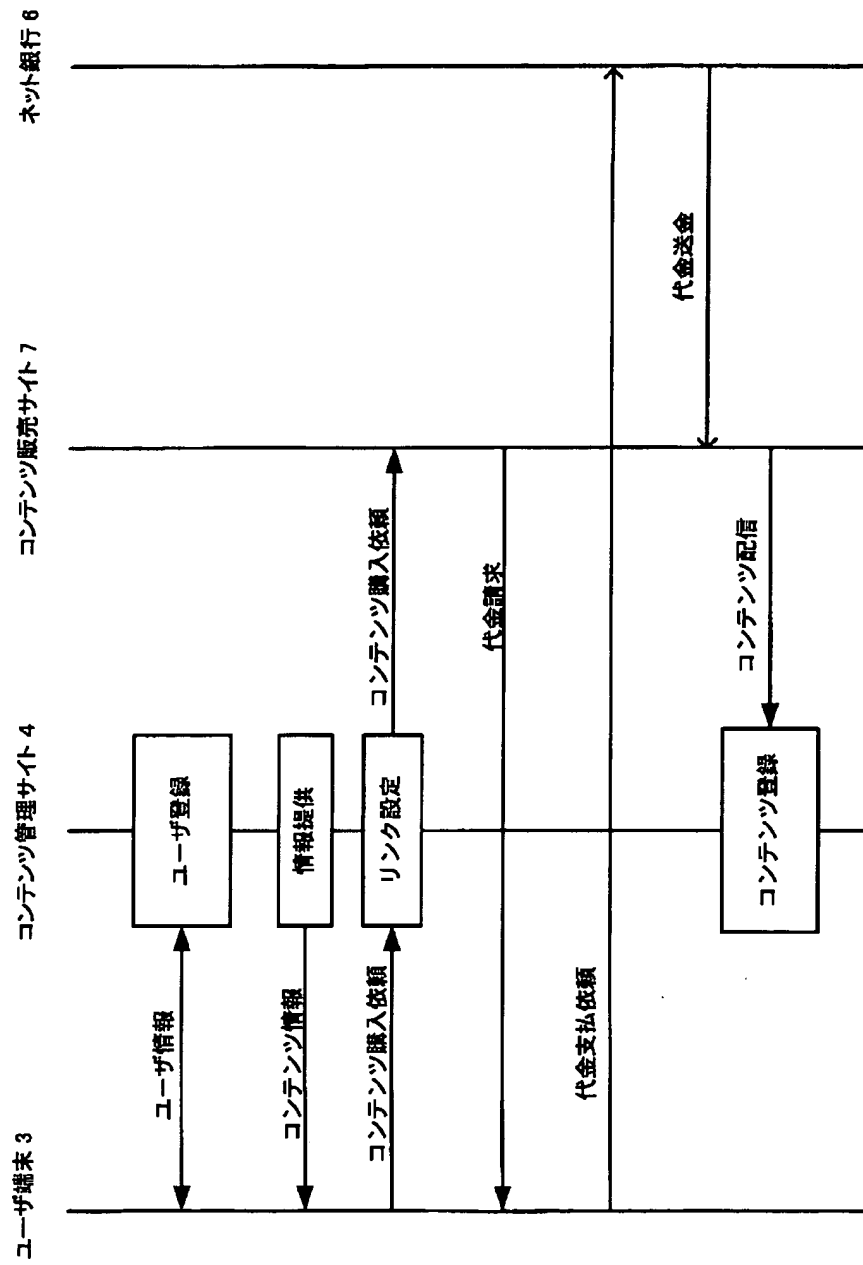 ユーザ端末 3
コンテンツ管理サイト 4
コンテンツ販売サイト 7
ネット銀行 6
ユーザ情報
ユーザ登録
コンテンツ情報
情報提供
コンテンツ購入依頼
リンク設定
コンテンツ購入依頼
代金請求
代金支払依頼
代金送金
コンテンツ登録
コンテンツ配信